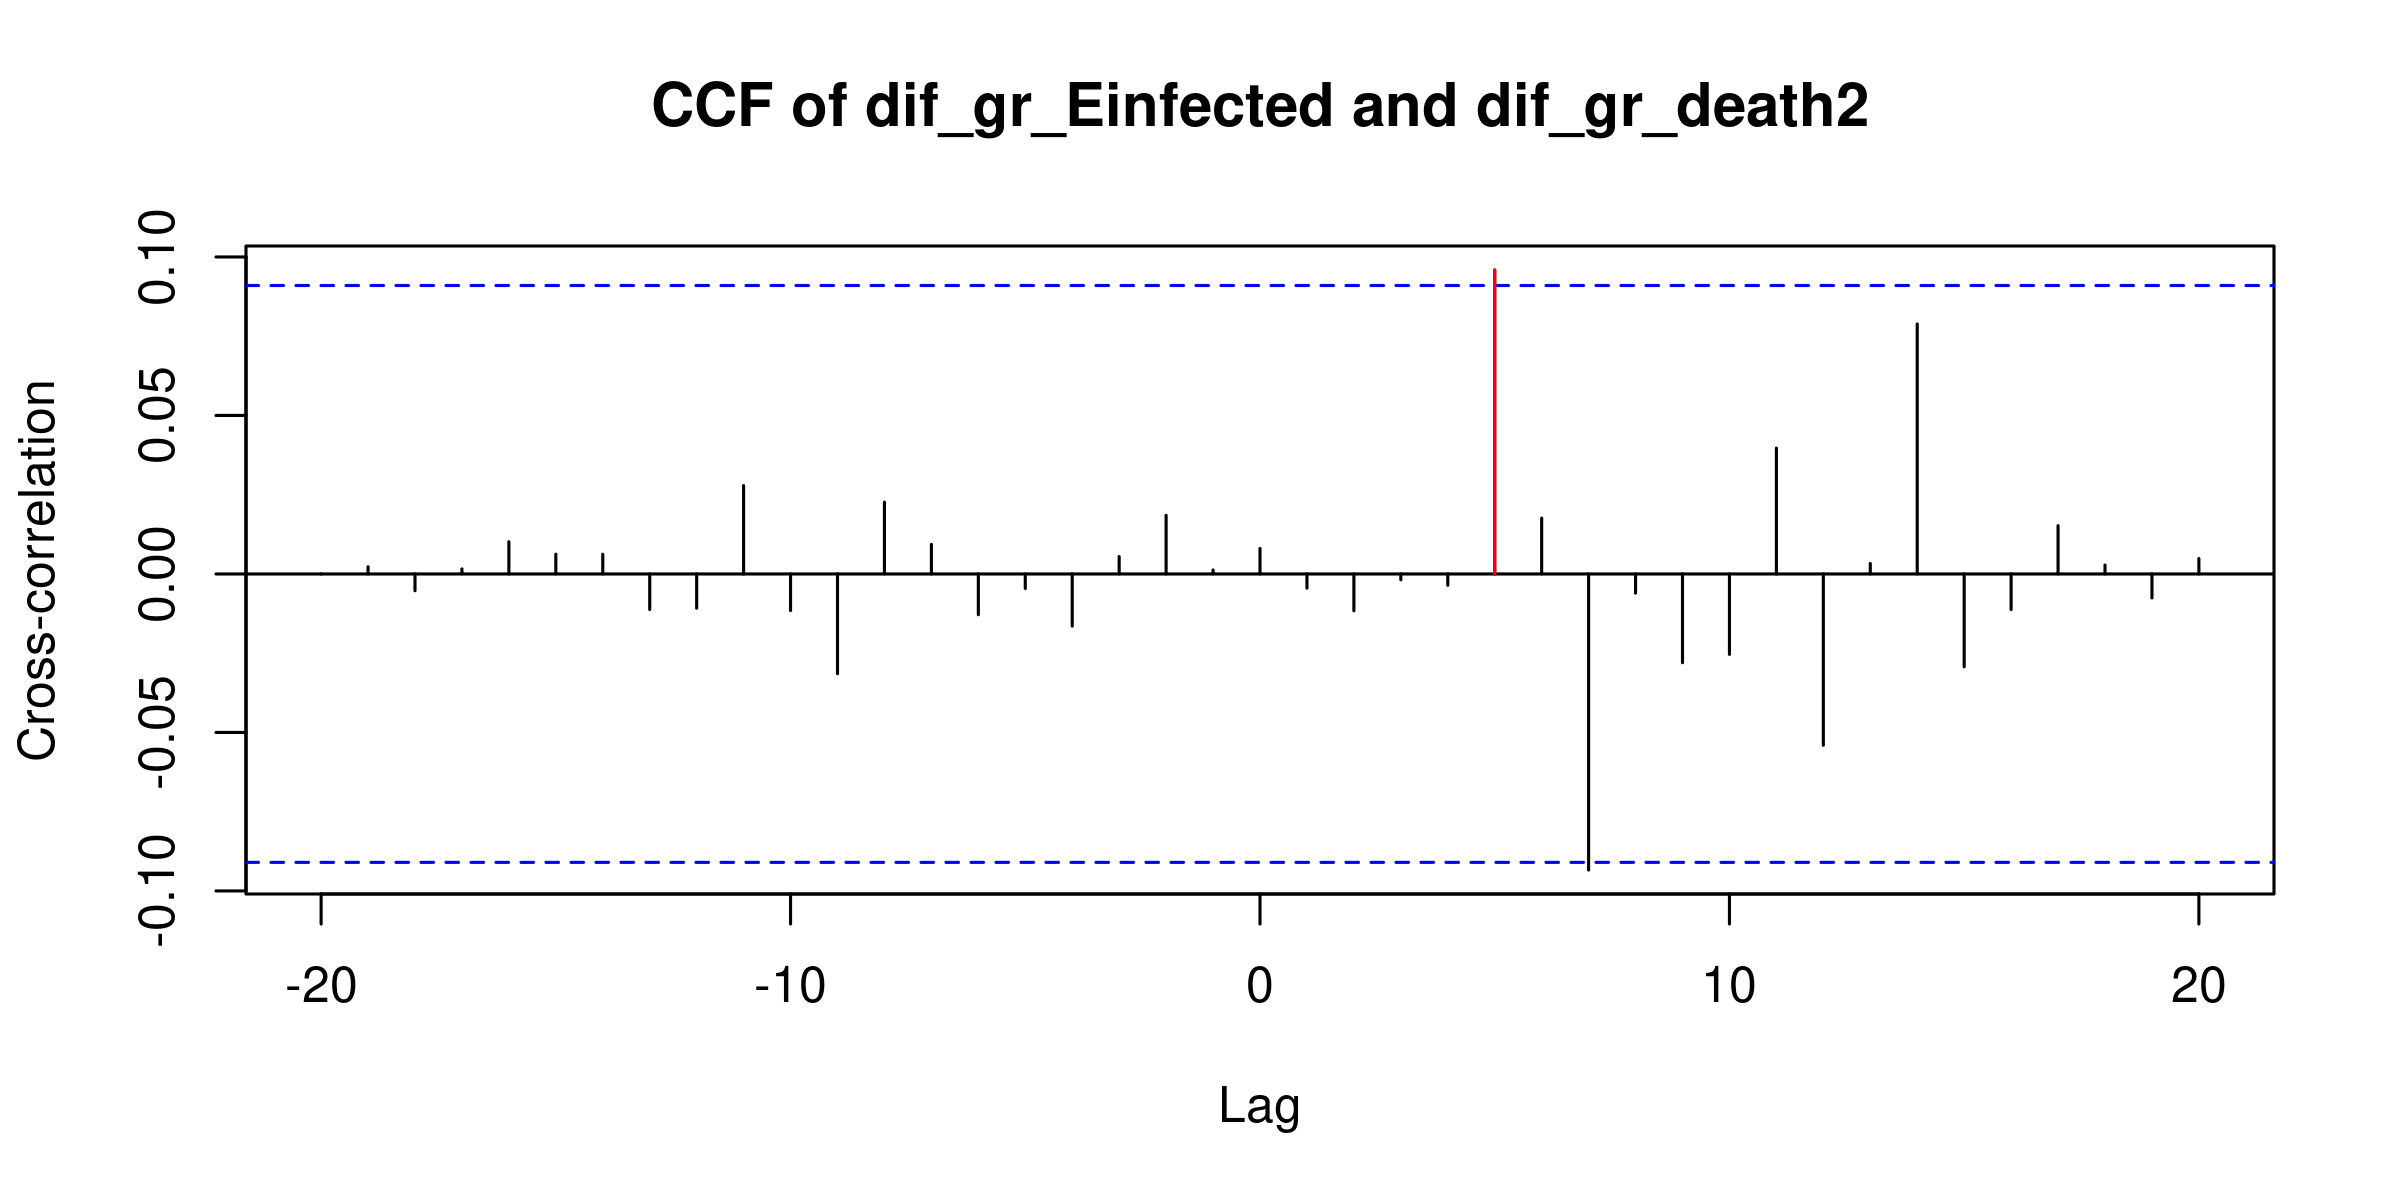 CCF of dif_gr_Einfected and dif_gr_death2
Cross-correlation
0.10
0.05
0.00
-0.05
-0.10
-20 -10 0 10 20
Lag